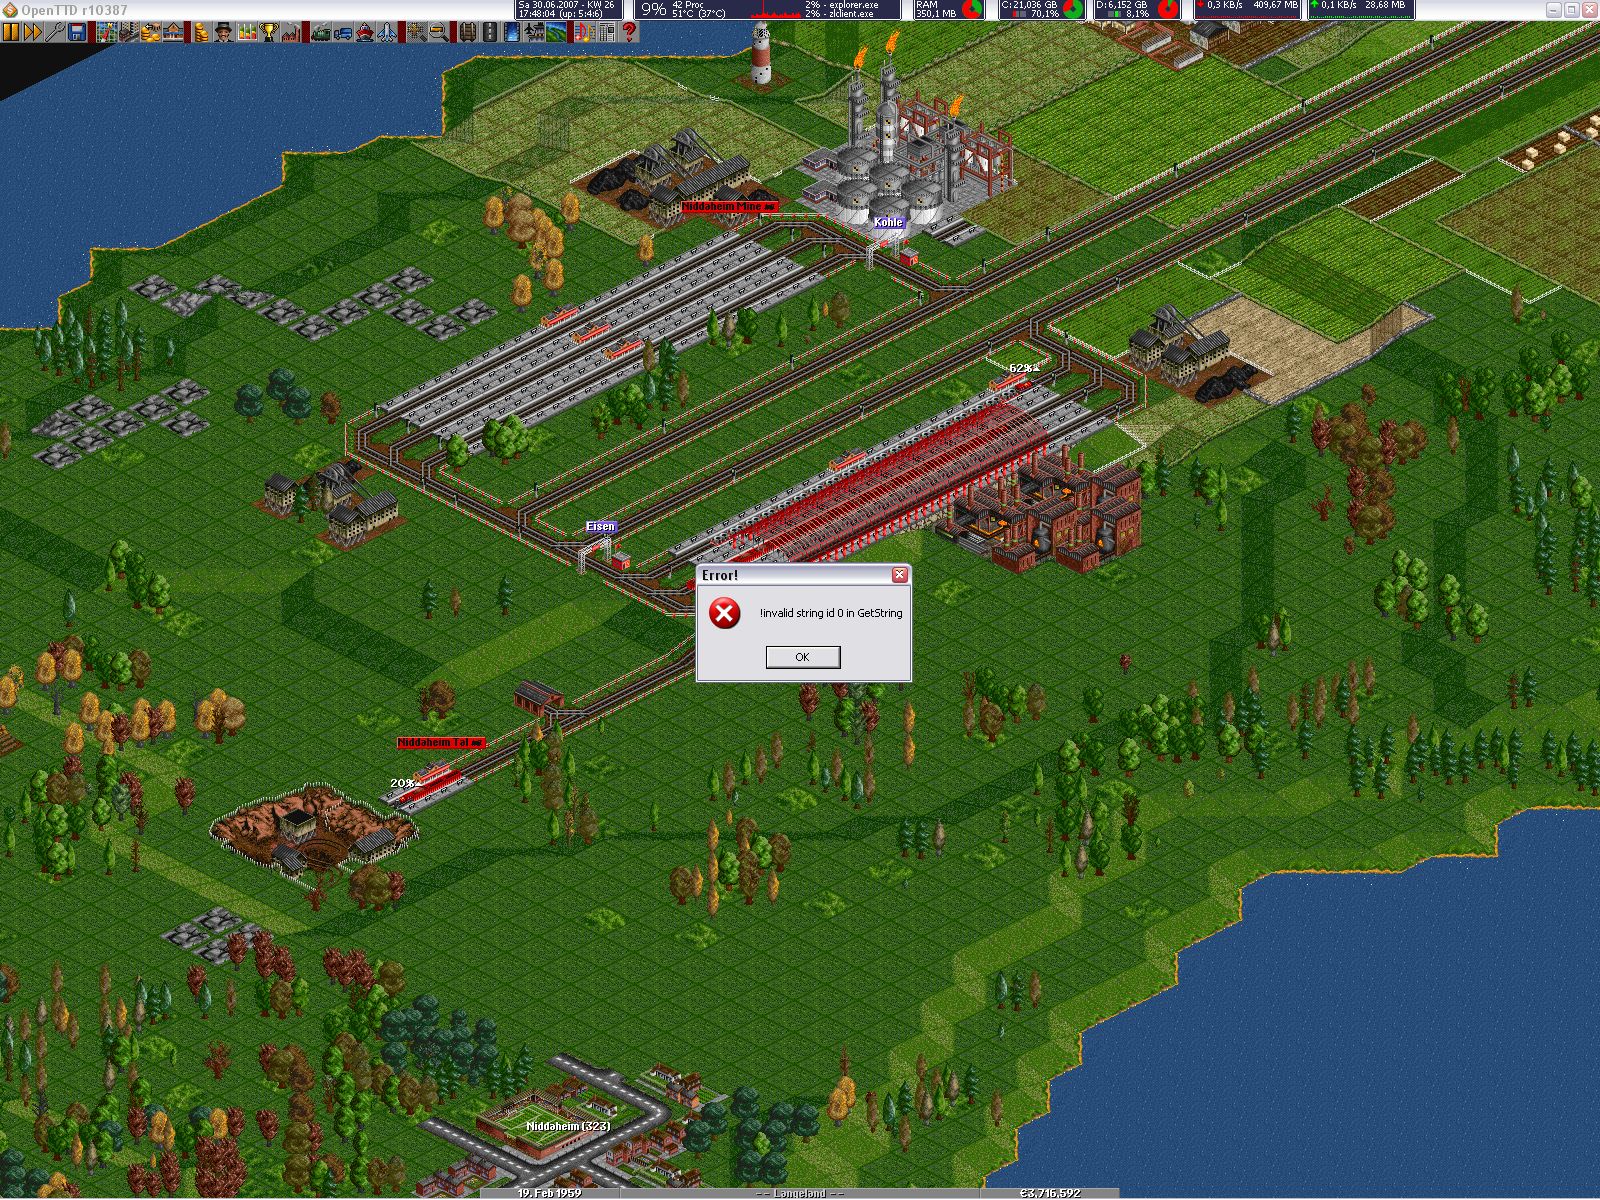 OpenTTD r10387
Sa 30.06.2007 - KW 26
17:48:04 (up: 5:4:6)
9%
42 Proc
51°C (37°C)
2% - explorer.exe
2% - zlclient.exe
RAM
350,1 MB
C: 21,036 GB
70,1%
D: 6,152 GB
8,1%
0,3 KB/s 409,67 MB
0,1 KB/s 28,68 MB
Niddaheim Mine
Kohle
62%
Eisen
Error!
!invalid string id 0 in GetString
OK
Niddaheim Tal
20%
Niddaheim (323)
19. Feb 1959
-- Langeland --
€3,716,592